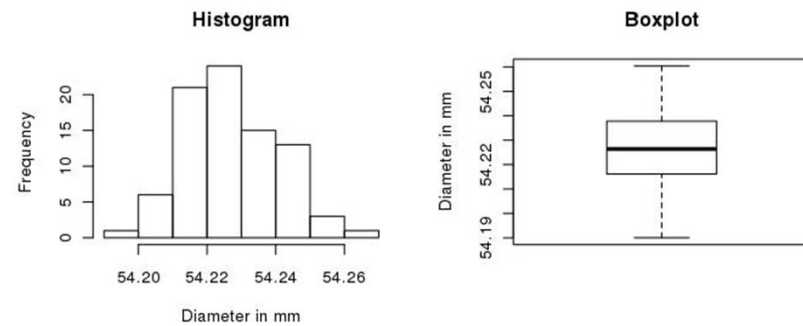 Histogram
Frequency
0
5
10
15
20
54.20 54.22 54.24 54.26
Diameter in mm
Boxplot
Diameter in mm
54.19
54.22
54.25